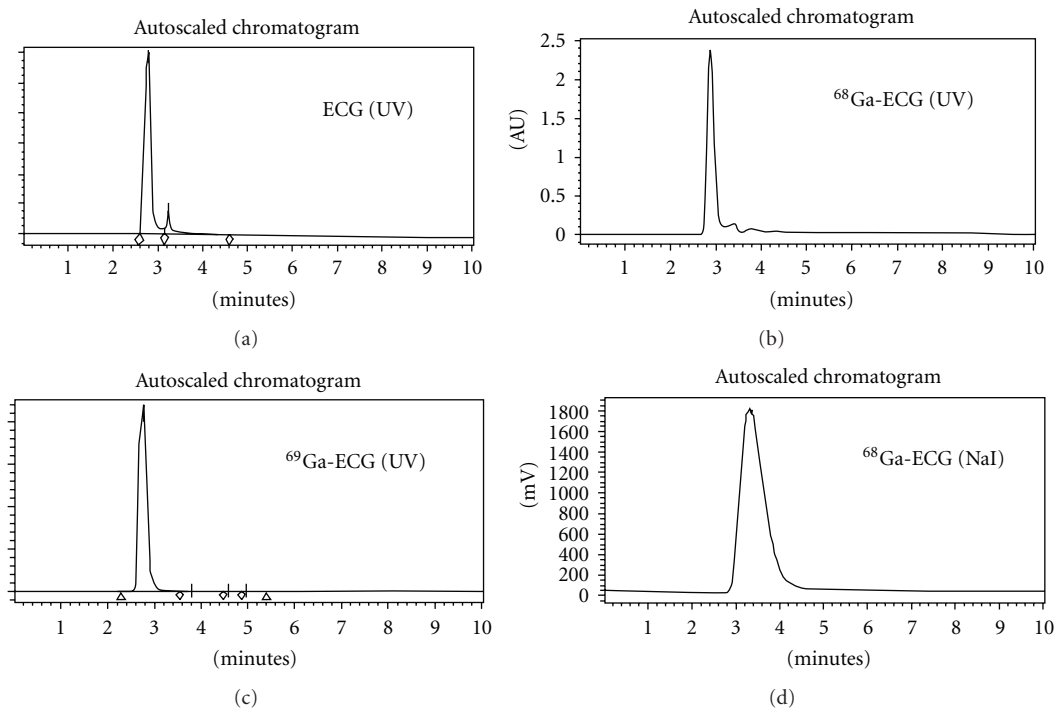 Autoscaled chromatogram
ECG (UV)
1 2 3 4 5 6 7 8 9 10
(minutes)
(a)
Autoscaled chromatogram
2.5
2
1.5
1
0.5
0
(AU)
⁶⁸Ga-ECG (UV)
1 2 3 4 5 6 7 8 9 10
(minutes)
(b)
Autoscaled chromatogram
⁶⁹Ga-ECG (UV)
1 2 3 4 5 6 7 8 9 10
(minutes)
(c)
Autoscaled chromatogram
1800
1600
1400
1200
1000
800
600
400
200
0
(mV)
⁶⁸Ga-ECG (NaI)
1 2 3 4 5 6 7 8 9 10
(minutes)
(d)